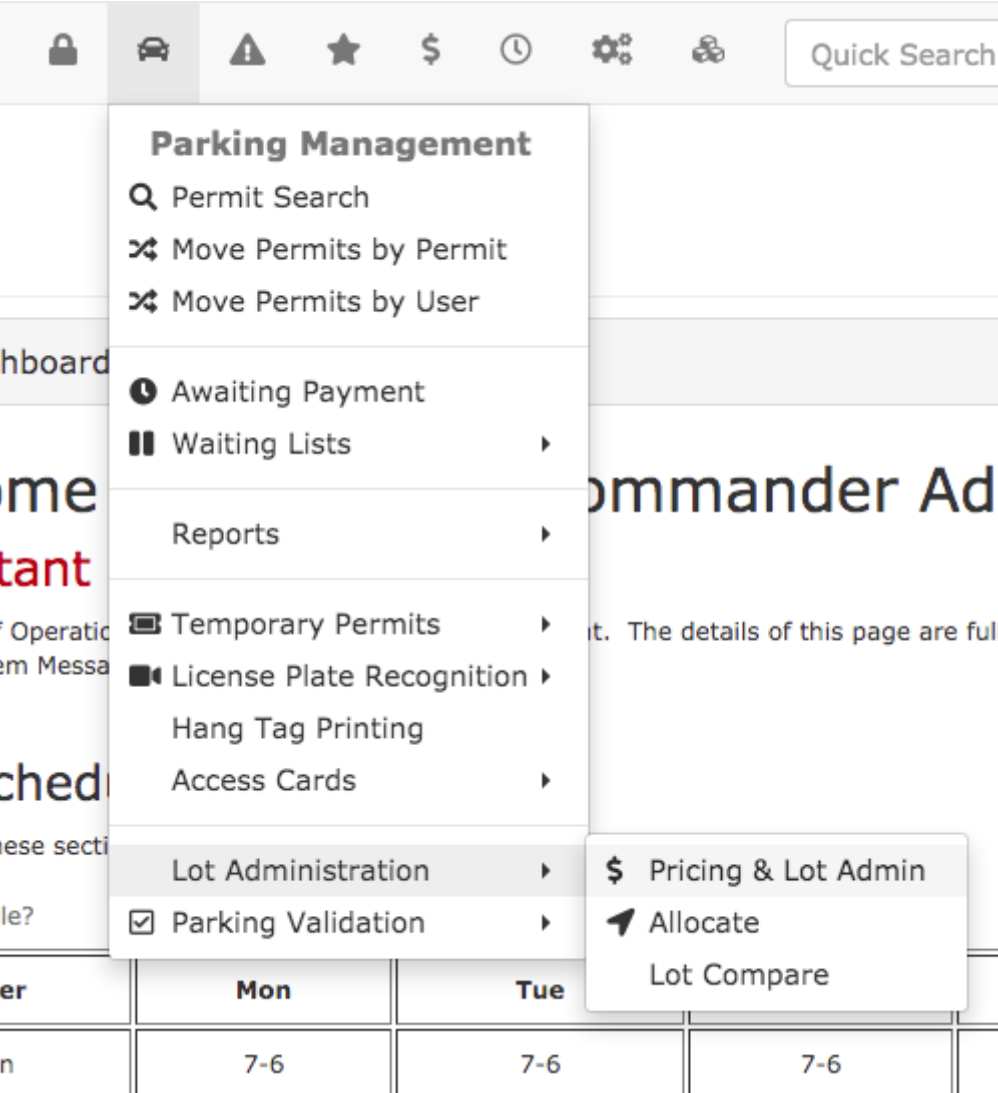 Quick Search
Parking Management
Permit Search
Move Permits by Permit
Move Permits by User
hboard
Awaiting Payment
Waiting Lists
ome ommander Ad
Reports
tant
Temporary Permits
f Operatio t. The details of this page are ful
em Messa
License Plate Recognition
Hang Tag Printing
Access Cards
ched
hese secti
Lot Administration
$ Pricing & Lot Admin
le?
Parking Validation
Allocate
Lot Compare
er Mon Tue
n 7-6 7-6 7-6